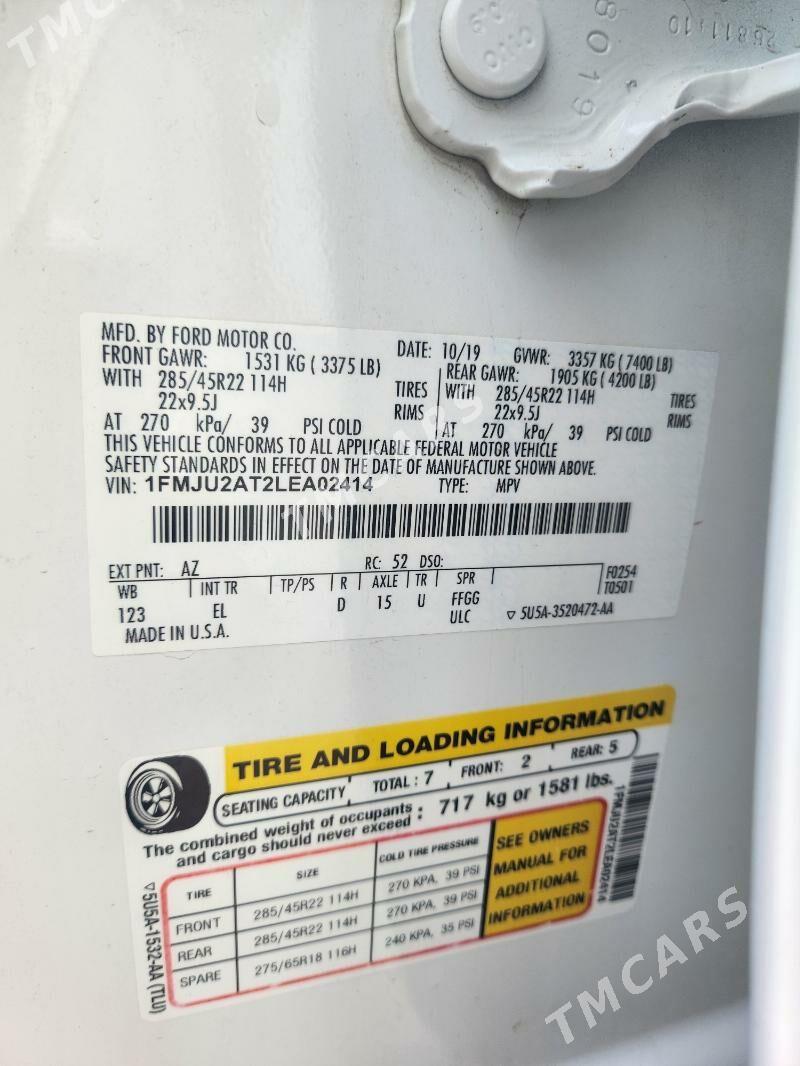 TMCARS
8019
MFD. BY FORD MOTOR CO.
DATE: 10/19 GVWR: 3357 KG ( 7400 LB)
FRONT GAWR: 1531 KG ( 3375 LB)
REAR GAWR: 1905 KG ( 4200 LB)
WITH 285/45R22 114H TIRES
WITH 285/45R22 114H TIRES
22x9.5J RIMS
22x9.5J RIMS
AT 270 kPa/ 39 PSI COLD
AT 270 kPa/ 39 PSI COLD
THIS VEHICLE CONFORMS TO ALL APPLICABLE FEDERAL MOTOR VEHICLE
SAFETY STANDARDS IN EFFECT ON THE DATE OF MANUFACTURE SHOWN ABOVE.
VIN: 1FMJU2AT2LEA02414 TYPE: MPV
EXT PNT: AZ RC: 52 DSO:
WB INT TR TP/PS R AXLE TR SPR F0254
T0501
123 EL D 15 U FFGG
ULC ▽ 5U5A-3520472-AA
MADE IN U.S.A.
TMCARS
TIRE AND LOADING INFORMATION
SEATING CAPACITY TOTAL : 7 FRONT: 2 REAR: 5
The combined weight of occupants
and cargo should never exceed : 717 kg or 1581 lbs.
TIRE SIZE COLD TIRE PRESSURE
FRONT 285/45R22 114H 270 KPA, 39 PSI
REAR 285/45R22 114H 270 KPA, 39 PSI
SPARE 275/65R18 116H 240 KPA, 35 PSI
SEE OWNERS
MANUAL FOR
ADDITIONAL
INFORMATION
1FMJU2AT2LEA02414
▽5U5A-1532-AA (TLU)
TMCARS